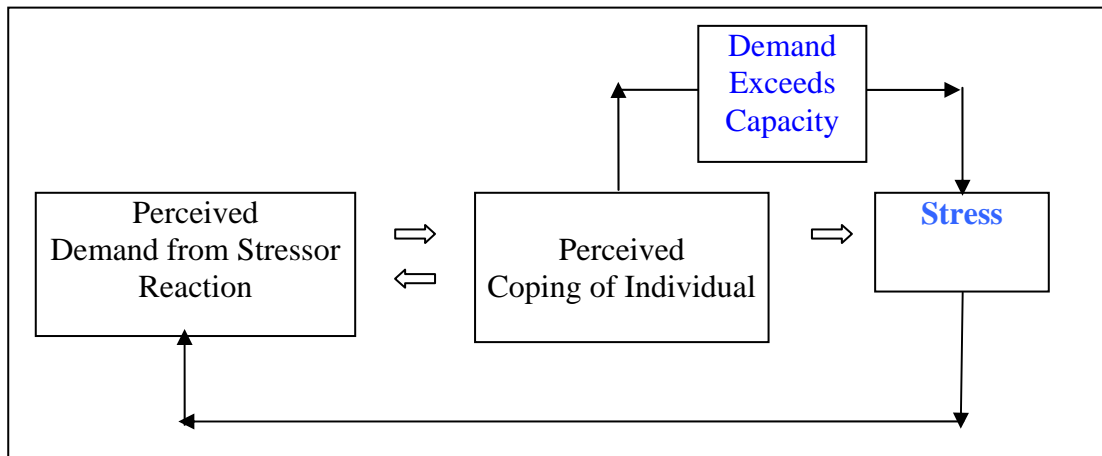 Demand
Exceeds
Capacity
Perceived
Demand from Stressor
Reaction
Perceived
Coping of Individual
Stress